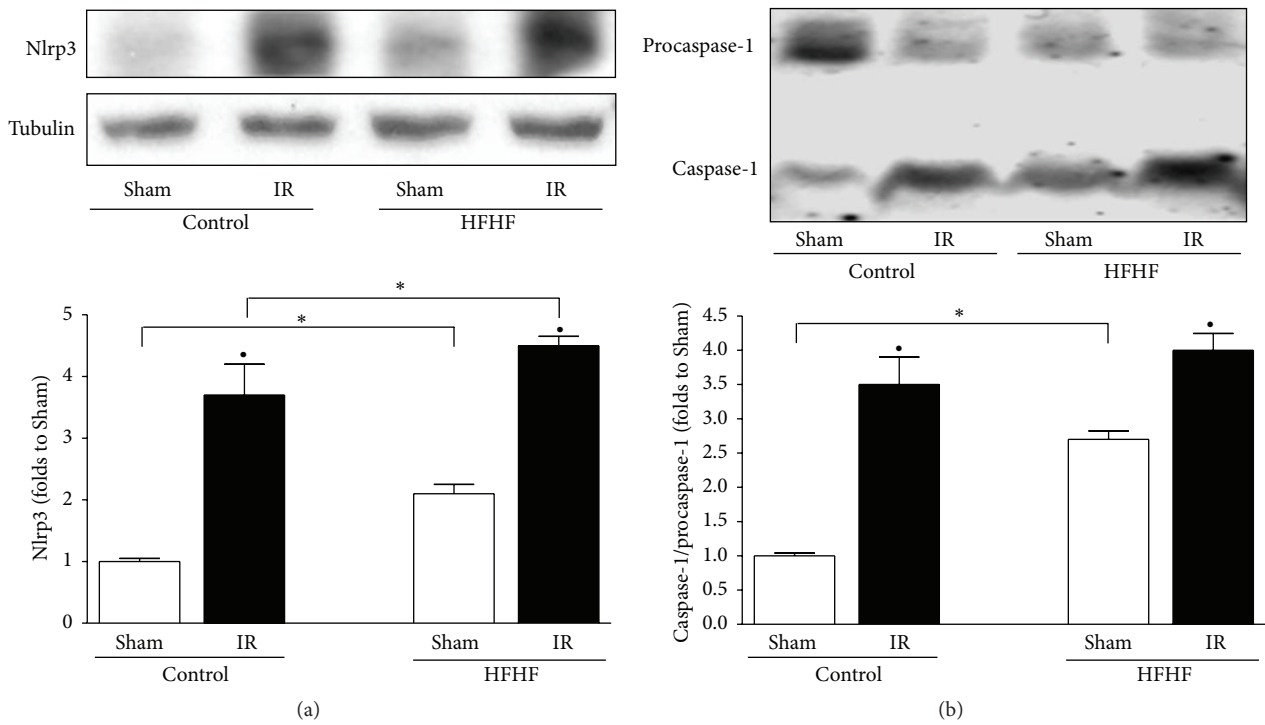 Nlrp3
Tubulin
Sham IR Sham IR
Control HFHF
*
*
Nlrp3 (folds to Sham)
5
4
3
2
1
0
Sham IR Sham IR
Control HFHF
(a)
Procaspase-1
Caspase-1
Sham IR Sham IR
Control HFHF
*
Caspase-1/procaspase-1 (folds to Sham)
4.5
4.0
3.5
3.0
2.5
2.0
1.5
1.0
0.5
0.0
Sham IR Sham IR
Control HFHF
(b)